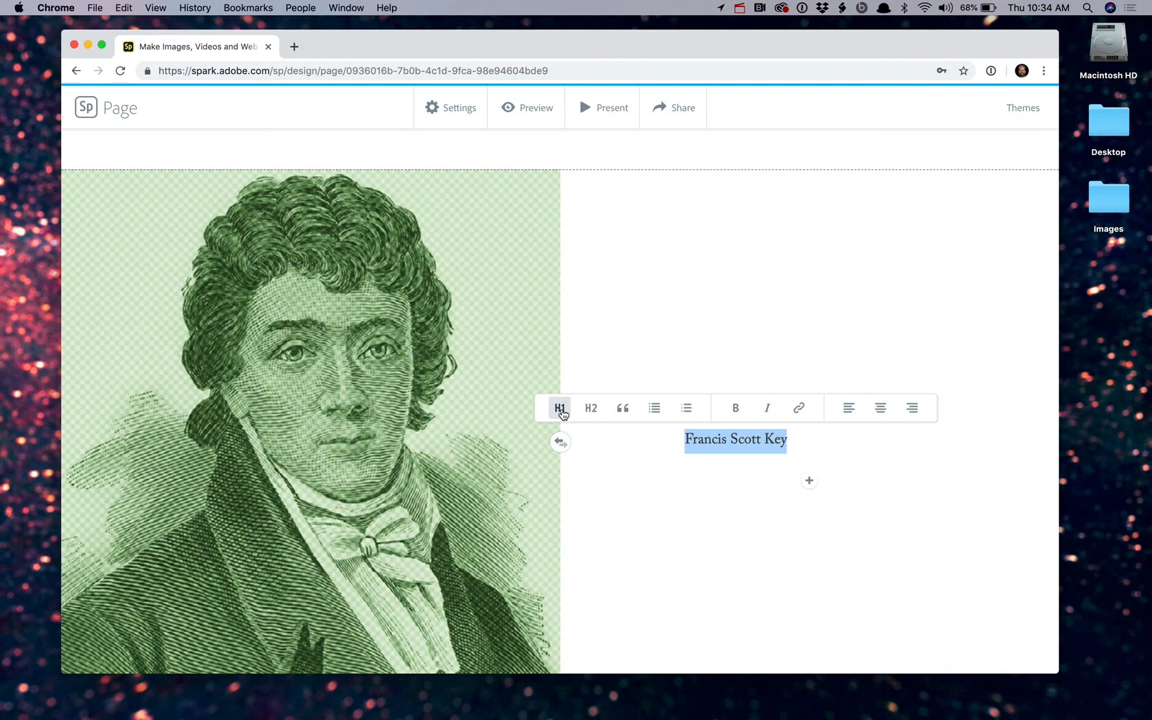 Chrome File Edit View History Bookmarks People Window Help 68% Thu 10:34 AM
Sp Make Images, Videos and Web
https://spark.adobe.com/sp/design/page/0936016b-7b0b-4c1d-9fca-98e94604bde9
Sp Page Settings Preview Present Share Themes
H1 H2 B I
Francis Scott Key
Macintosh HD
Desktop
Images